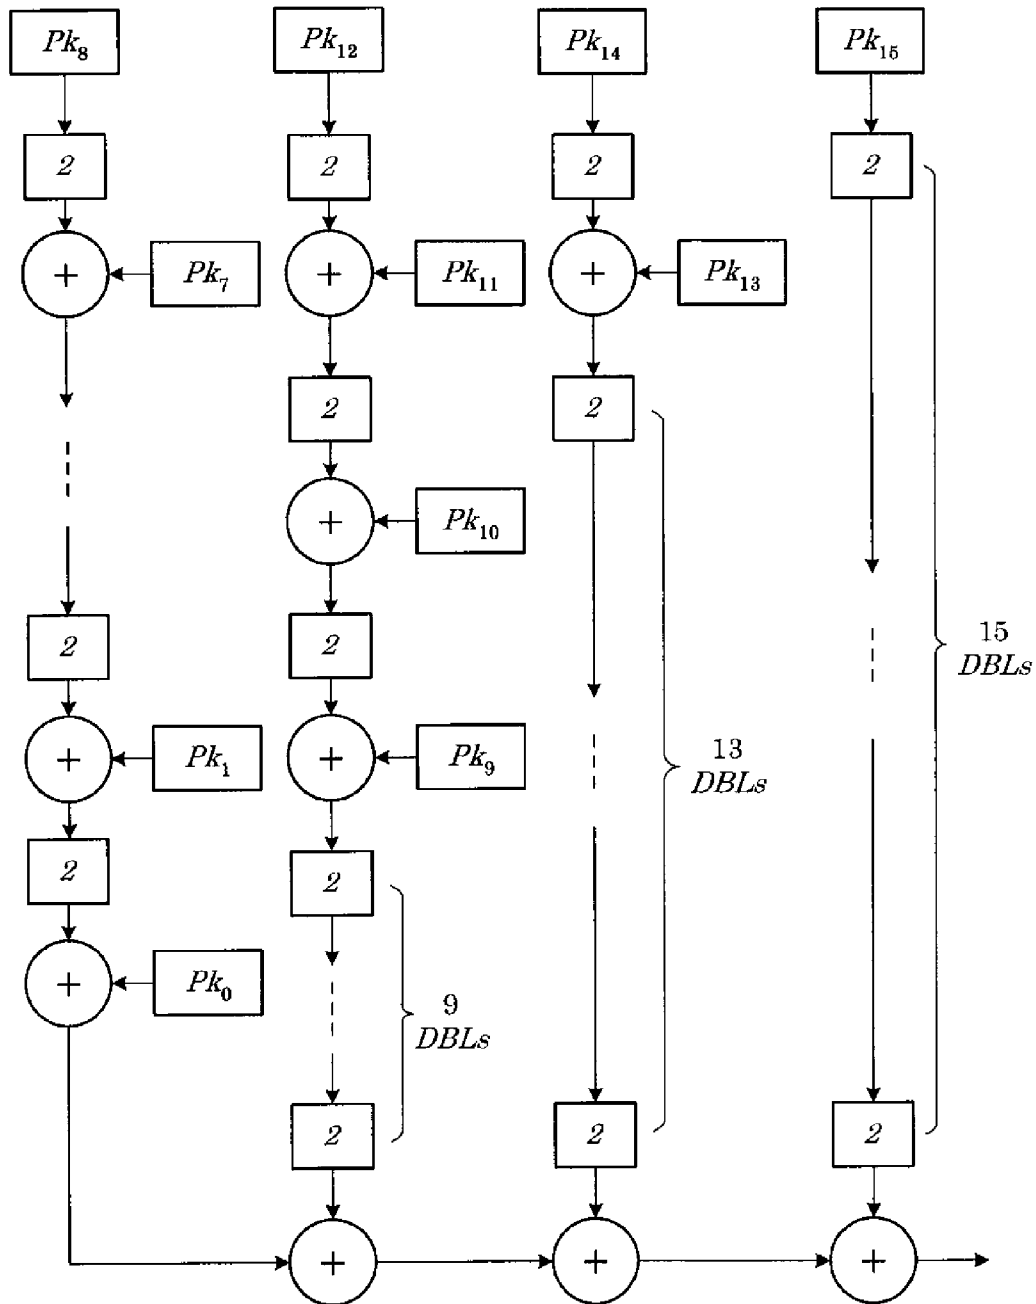 Pk₈ Pk₁₂ Pk₁₄ Pk₁₅
2 2 2 2
+ Pk₇ + Pk₁₁ + Pk₁₃
2 2
+ Pk₁₀
2 2
15
DBLs
+ Pk₁ + Pk₉
13
DBLs
2 2
+ Pk₀
9
DBLs
2 2 2
+ + +